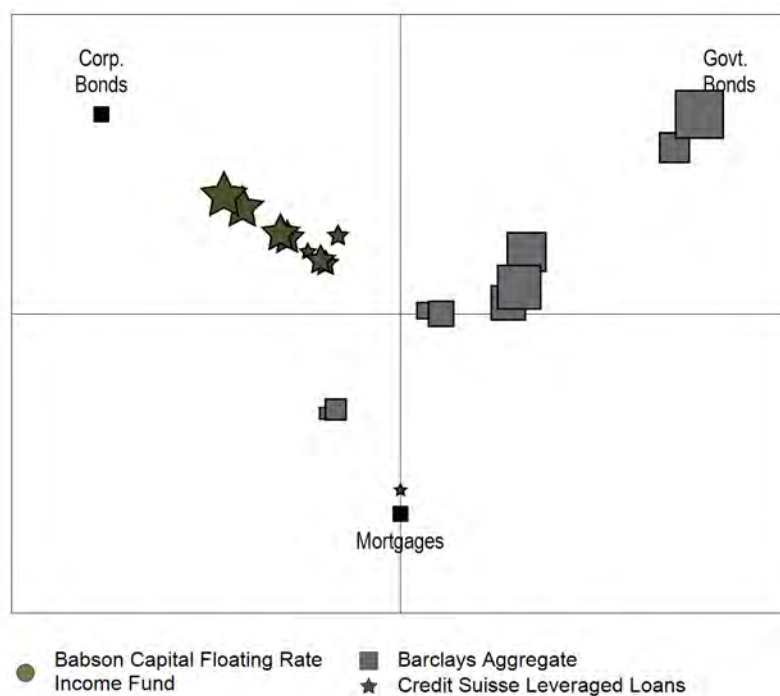 Corp.
Bonds
Govt.
Bonds
Mortgages
Babson Capital Floating Rate
Income Fund
Barclays Aggregate
Credit Suisse Leveraged Loans